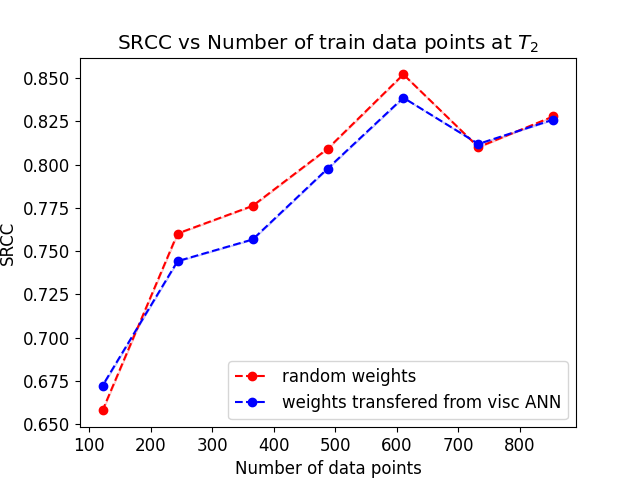 SRCC vs Number of train data points at T₂
SRCC
0.850
0.825
0.800
0.775
0.750
0.725
0.700
0.675
0.650
random weights
weights transfered from visc ANN
100 200 300 400 500 600 700 800
Number of data points